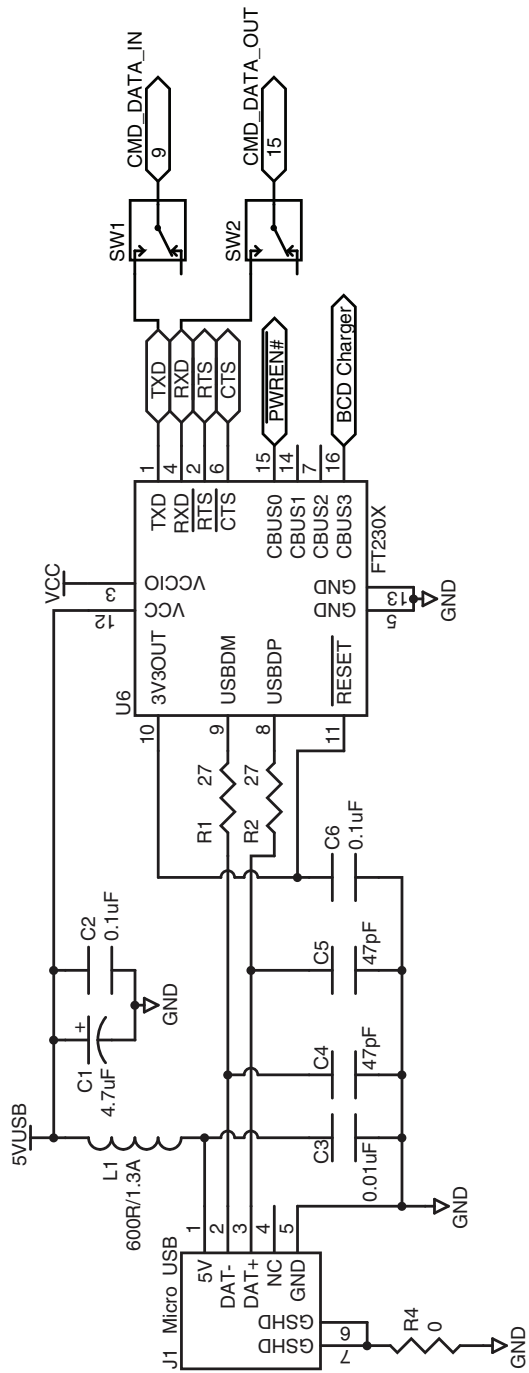 5VUSB
L1
600R/1.3A
C1
4.7uF
+
C2
0.1uF
GND
VCC
12
3
VCC
VCCIO
U6
J1 Micro USB
5V
DAT-
DAT+
NC
GND
1
2
3
4
5
GSHD
GSHD
7
6
R4
0
GND
C3
0.01uF
C4
47pF
C5
47pF
C6
0.1uF
GND
R1
27
R2
27
10
9
8
11
3V3OUT
USBDM
USBDP
RESET
TXD
RXD
RTS
CTS
CBUS0
CBUS1
CBUS2
CBUS3
1
4
2
6
15
14
7
16
GND
GND
5
13
GND
FT230X
TXD
RXD
RTS
CTS
PWREN#
BCD Charger
SW1
SW2
CMD_DATA_IN
9
CMD_DATA_OUT
15